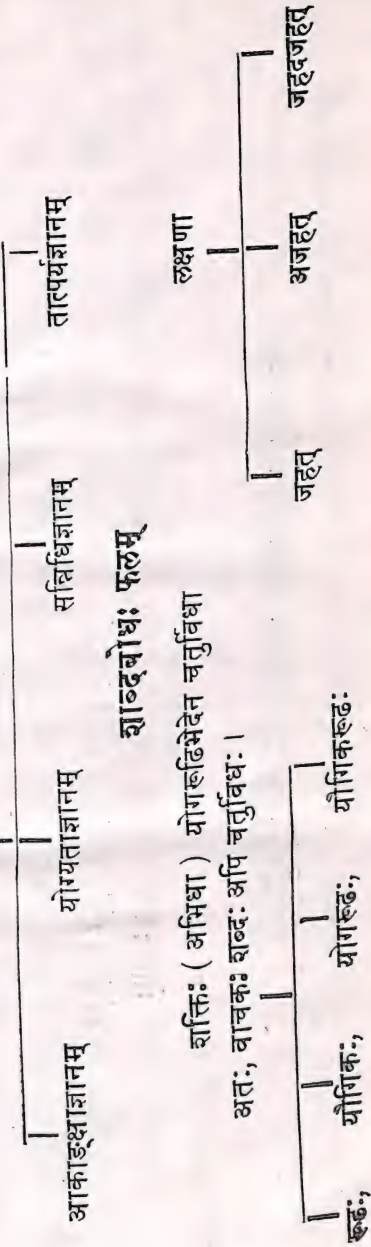 आकाङ्क्षाज्ञानम् योग्यताज्ञानम् सन्निधिज्ञानम् तात्पर्यज्ञानम्
शाब्दबोधः फलम्
शक्तिः ( अभिधा ) योगरूढिभेदेन चतुर्विधा
अतः, वाचकः शब्दः अपि चतुर्विधः ।
रूढः, यौगिकः, योगरूढः, यौगिकरूढः
लक्षणा
जहत् अजहत् जहदजहत्